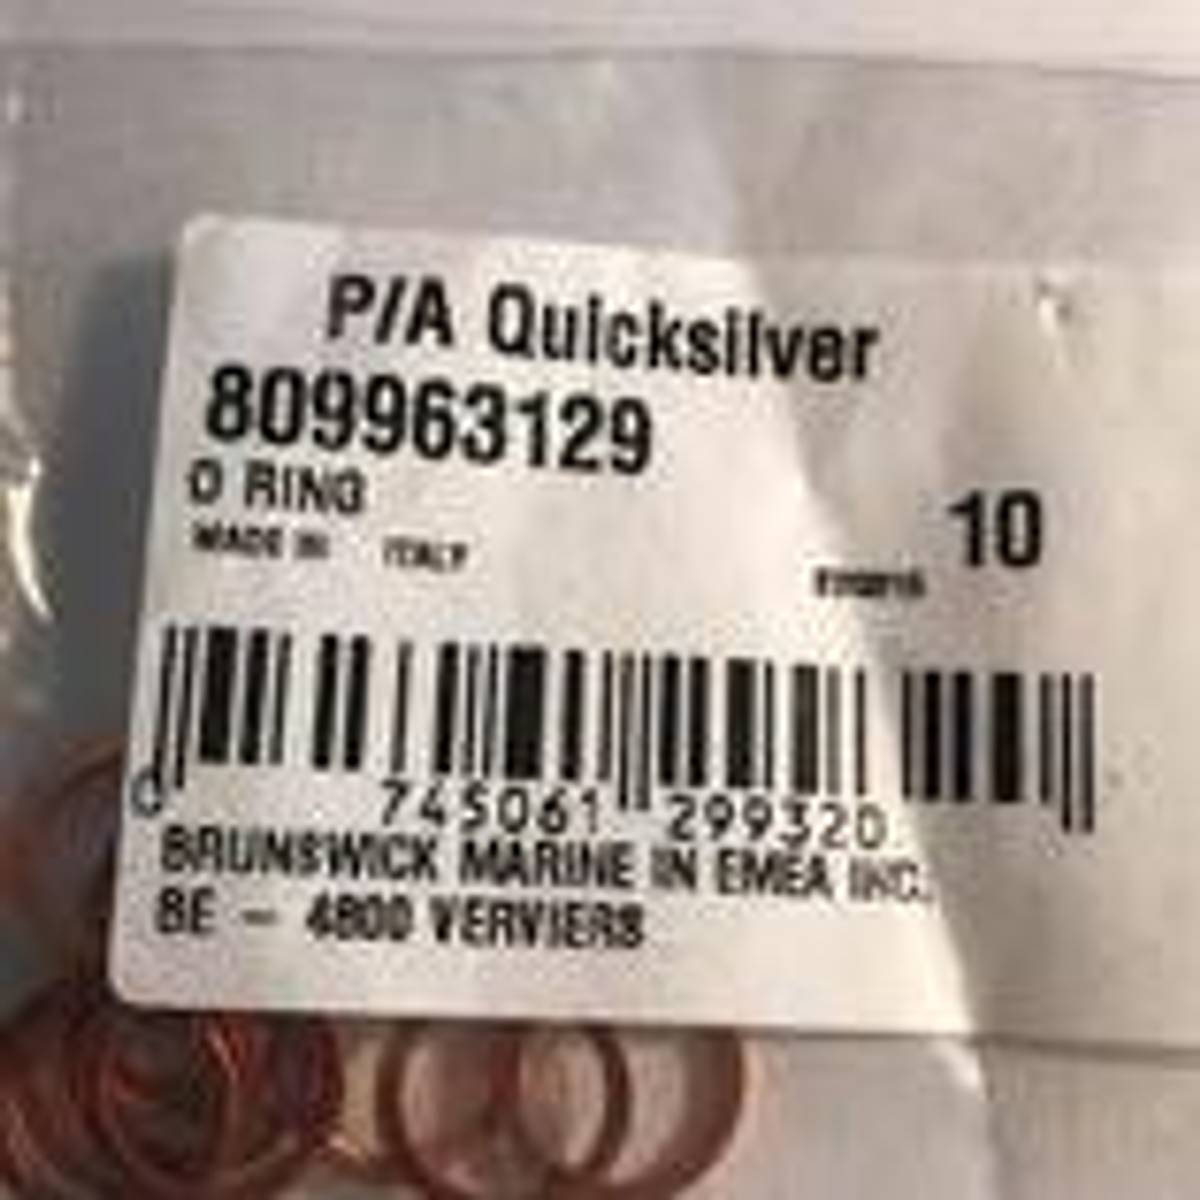 P/A Quicksilver
809963129
O RING
MADE IN ITALY
10
0 745061 299320
BRUNSWICK MARINE IN EMEA INC.
BE - 4800 VERVIERS